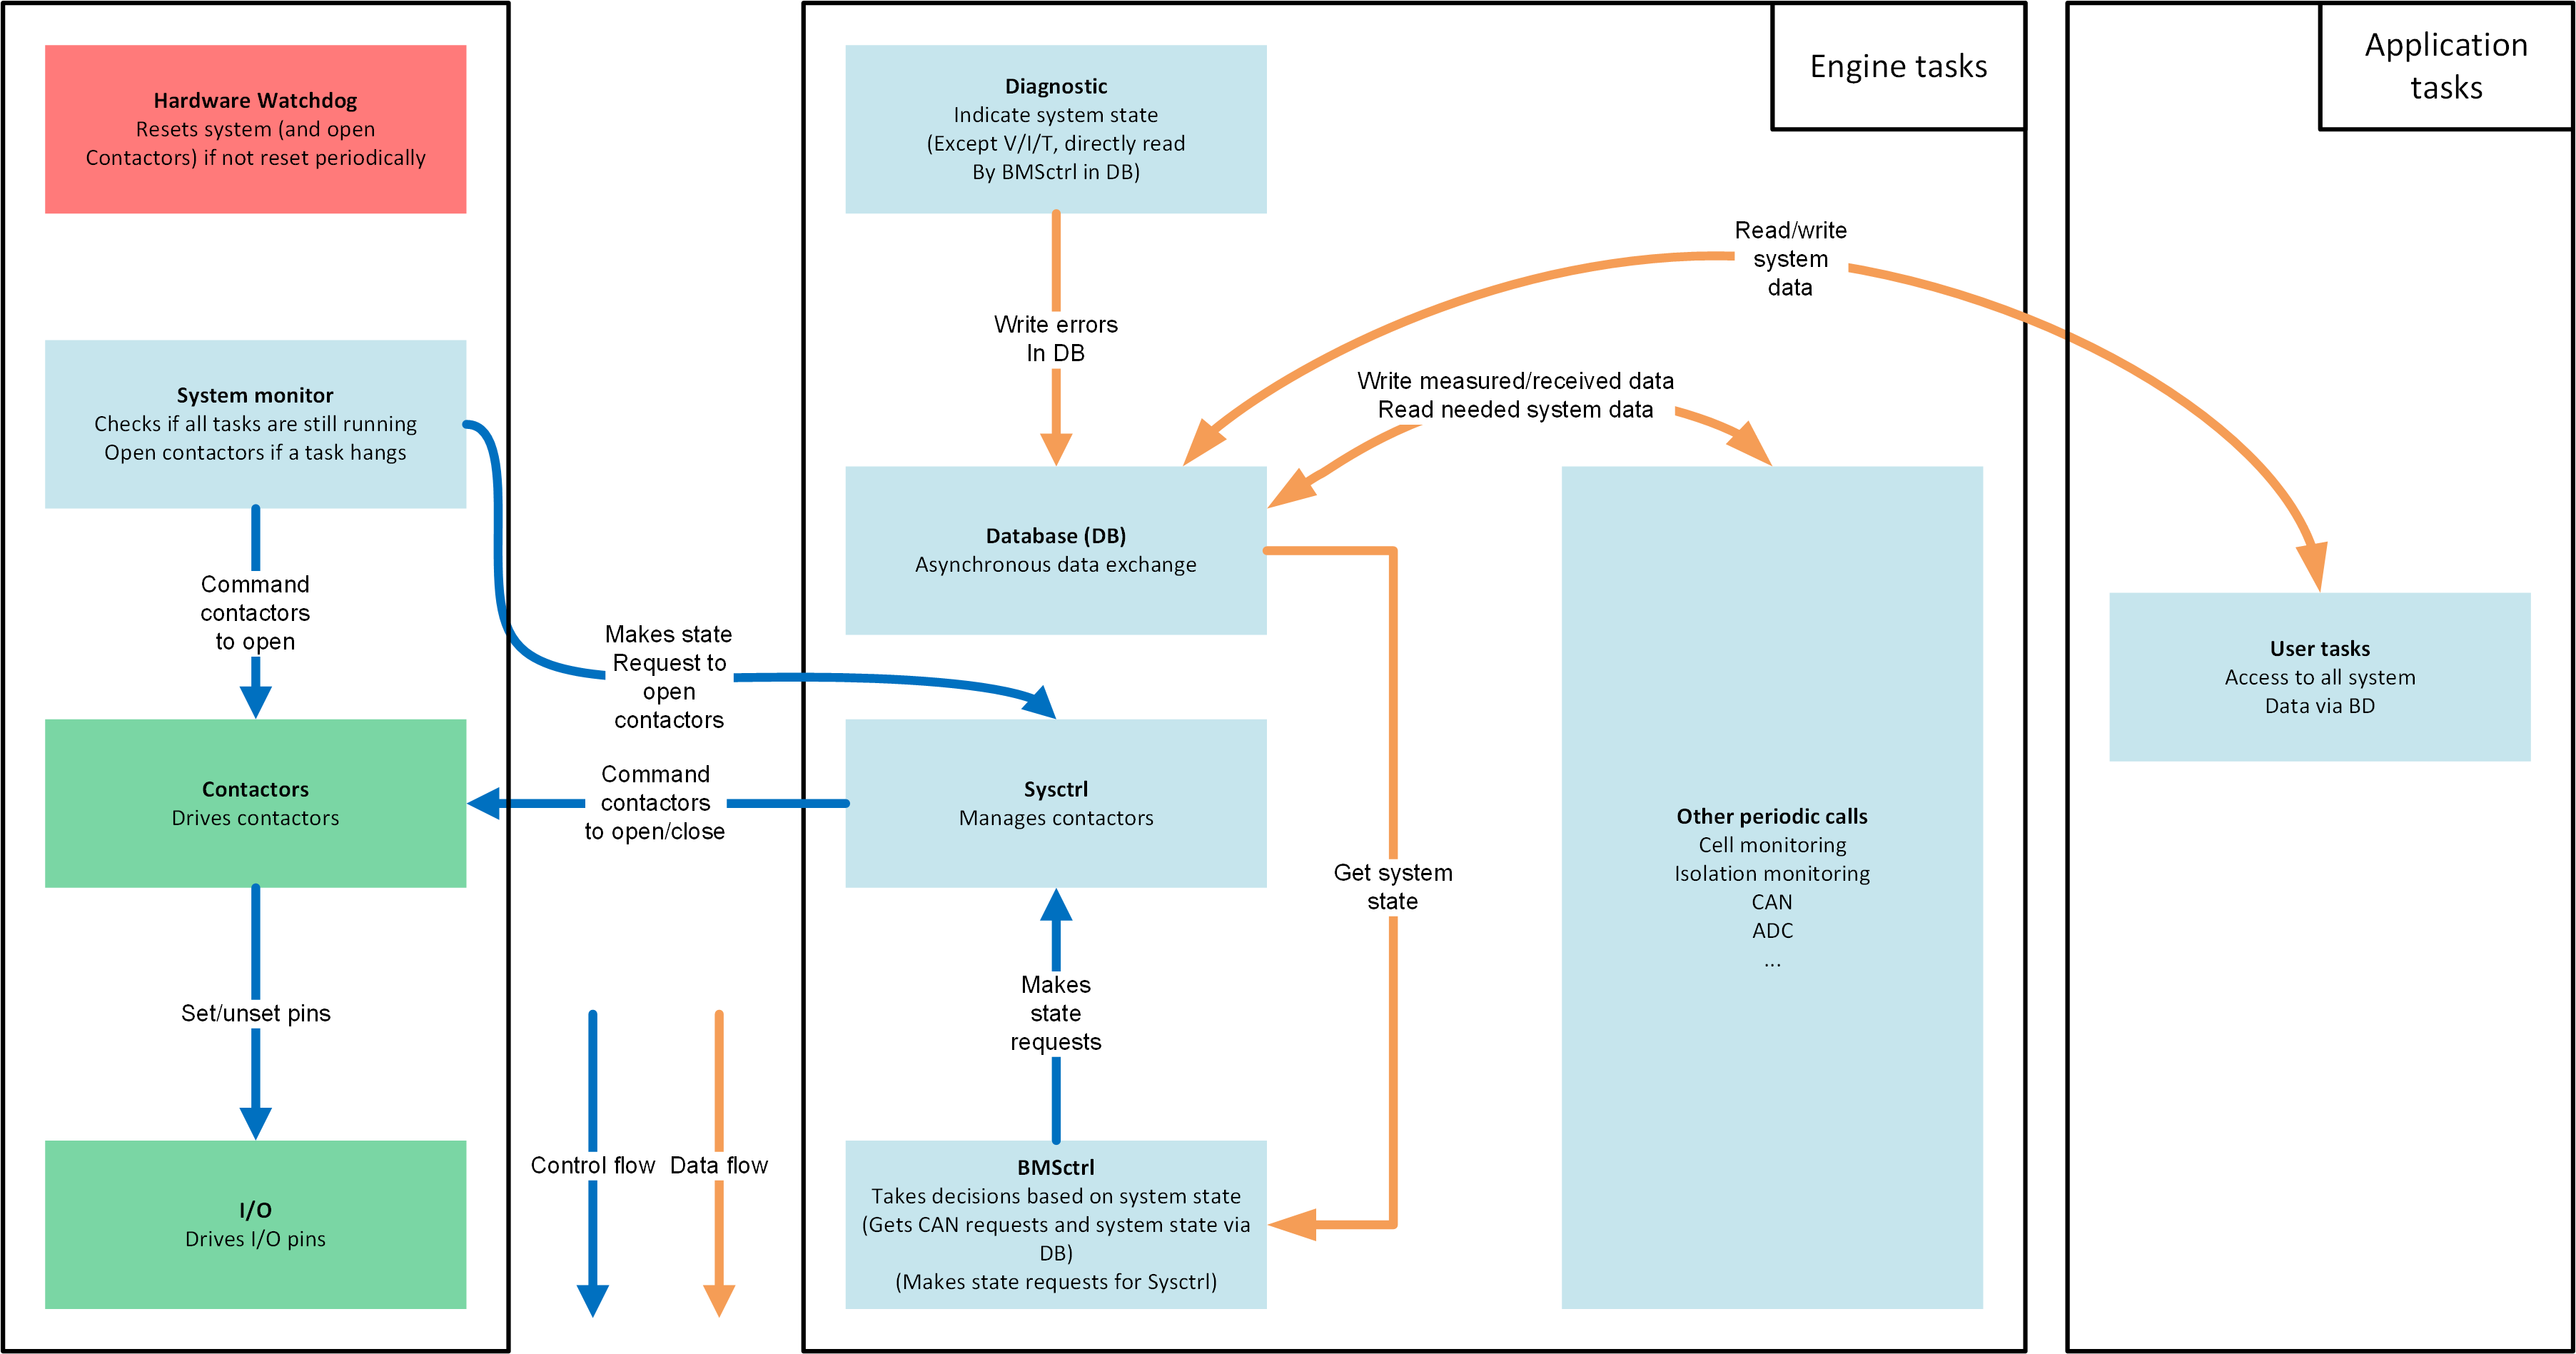 Hardware Watchdog
Resets system (and open
Contactors) if not reset periodically
System monitor
Checks if all tasks are still running
Open contactors if a task hangs
Command
contactors
to open
Contactors
Drives contactors
Set/unset pins
I/O
Drives I/O pins
Makes state
Request to
open
contactors
Command
contactors
to open/close
Control flow
Data flow
Engine tasks
Diagnostic
Indicate system state
(Except V/I/T, directly read
By BMSctrl in DB)
Write errors
In DB
Read/write
system
data
Write measured/received data
Read needed system data
Database (DB)
Asynchronous data exchange
Sysctrl
Manages contactors
Get system
state
Makes
state
requests
BMSctrl
Takes decisions based on system state
(Gets CAN requests and system state via
DB)
(Makes state requests for Sysctrl)
Other periodic calls
Cell monitoring
Isolation monitoring
CAN
ADC
...
Application
tasks
User tasks
Access to all system
Data via BD